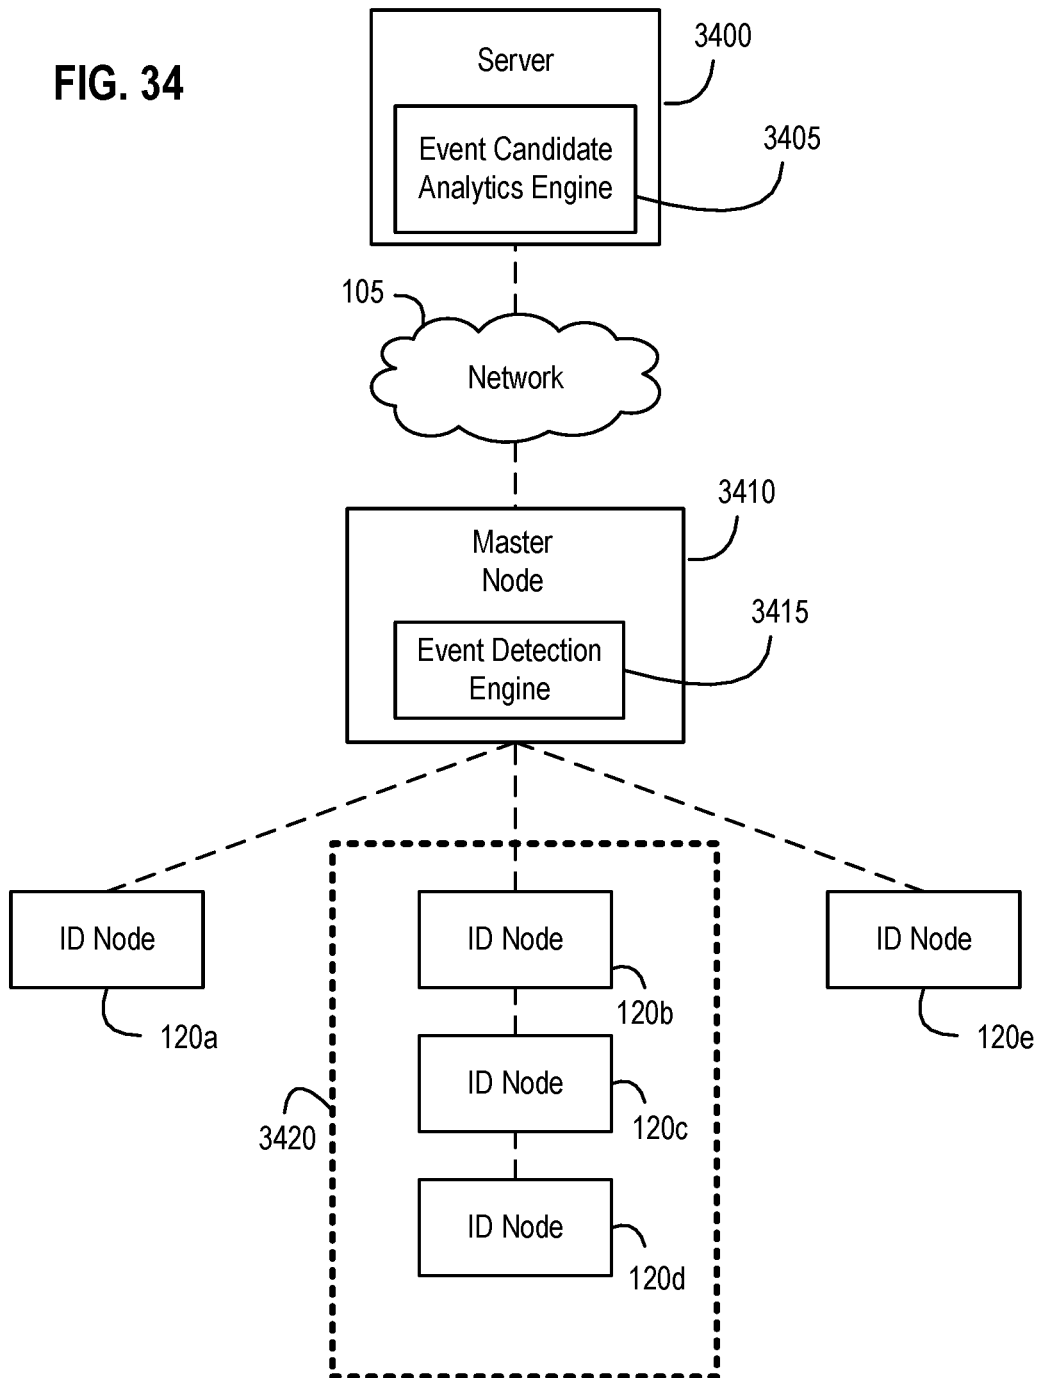 FIG. 34
Server
3400
Event Candidate
Analytics Engine
3405
105
Network
3410
Master
Node
3415
Event Detection
Engine
ID Node
ID Node
ID Node
120a
120b
120e
ID Node
120c
3420
ID Node
120d